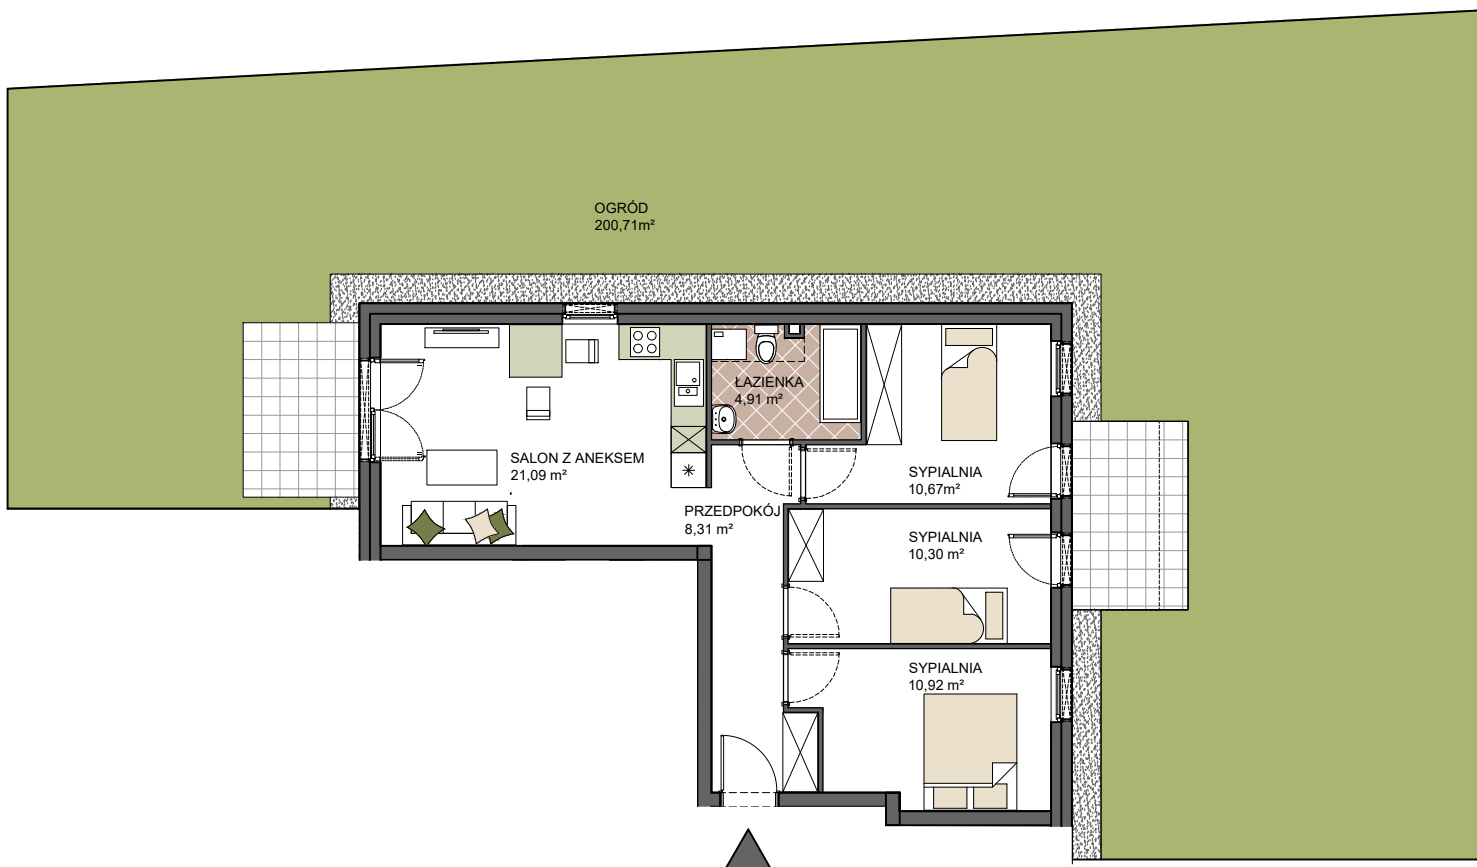 OGRÓD
200,71m²
ŁAZIENKA
4,91 m²
SALON Z ANEKSEM
21,09 m²
SYPIALNIA
10,67m²
PRZEDPOKÓJ
8,31 m²
SYPIALNIA
10,30 m²
SYPIALNIA
10,92 m²